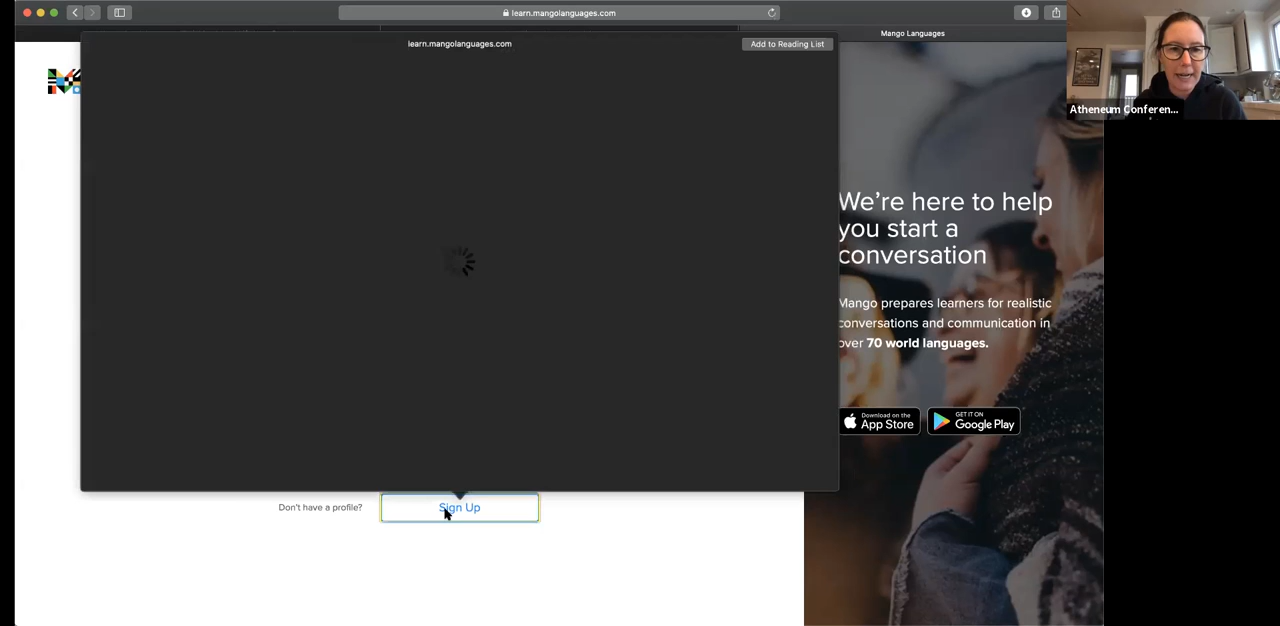 learn.mangolanguages.com
Mango Languages
learn.mangolanguages.com
Add to Reading List
Atheneum Conferen...
We're here to help
you start a
conversation
Mango prepares learners for realistic
conversations and communication in
over 70 world languages.
Download on the
App Store
GET IT ON
Google Play
Don't have a profile?
Sign Up